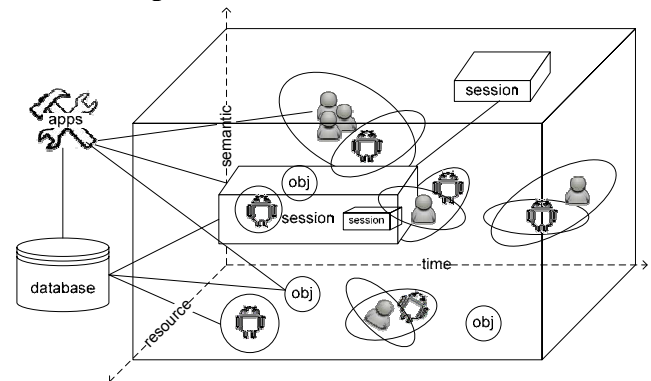 apps
semantic
session
obj
session
session
time
database
obj
resource
obj